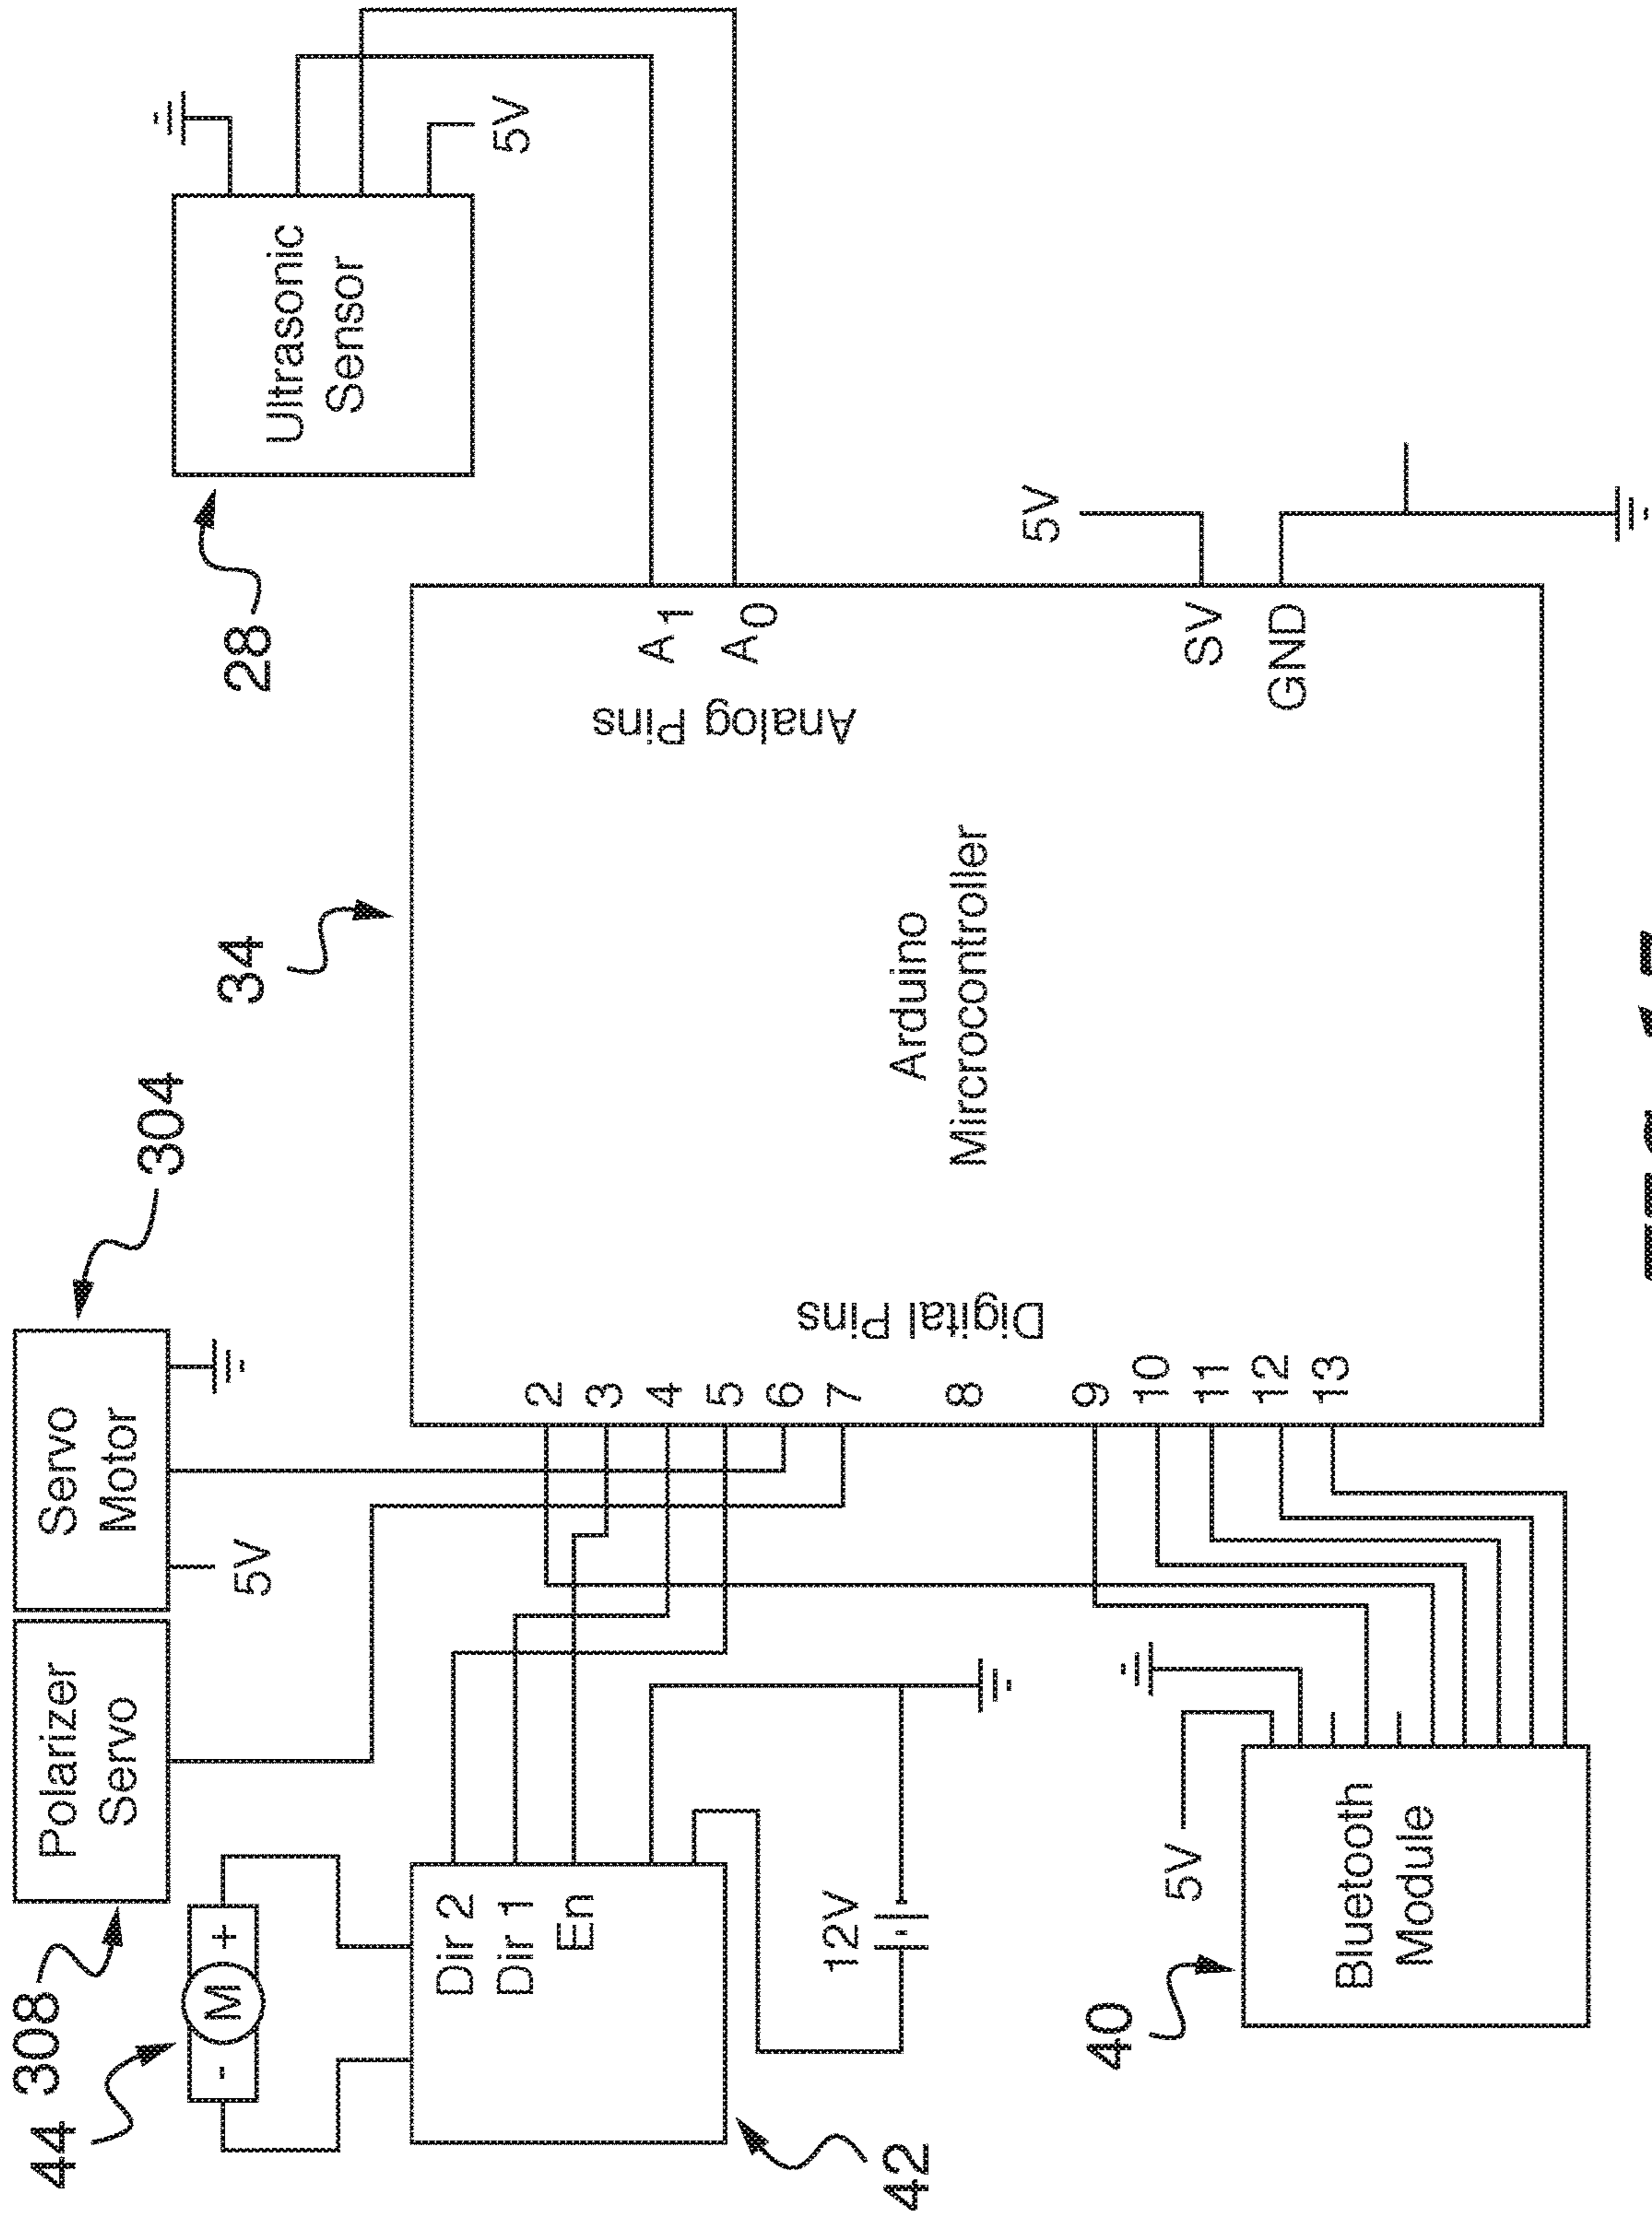 44
308
304
Polarizer
Servo
Servo
Motor
5V
- M +
34
28
Ultrasonic
Sensor
5V
Dir 2
Dir 1
En
12V
42
2
3
4
5
6
7
8
9
10
11
12
13
Digital Pins
Arduino
Mircrocontroller
Analog Pins
A1
A0
SV
GND
5V
40
5V
Bluetooth
Module